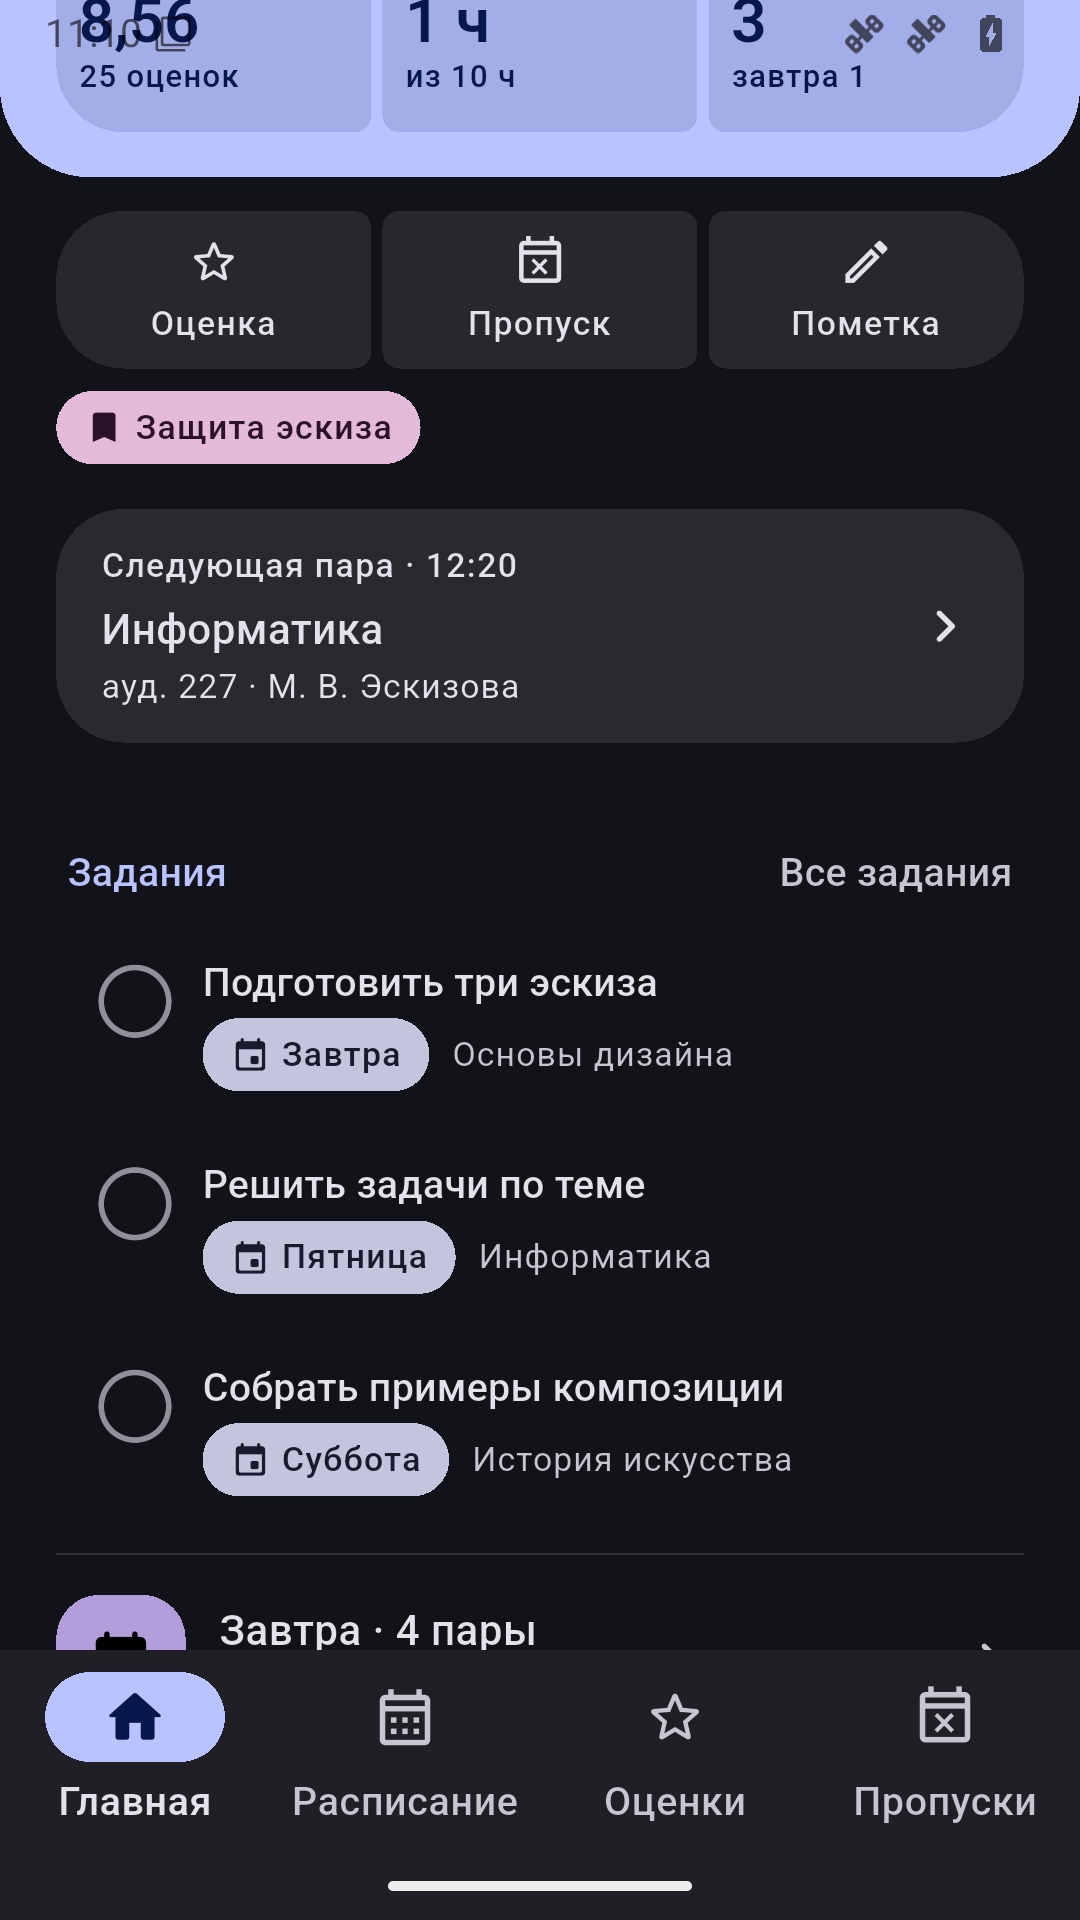 11:10
8,56
1 ч
3
25 оценок
из 10 ч
завтра 1
Оценка
Пропуск
Пометка
Защита эскиза
Следующая пара · 12:20
Информатика
ауд. 227 · М. В. Эскизова
Задания
Все задания
Подготовить три эскиза
Завтра
Основы дизайна
Решить задачи по теме
Пятница
Информатика
Собрать примеры композиции
Суббота
История искусства
Завтра · 4 пары
Главная
Расписание
Оценки
Пропуски